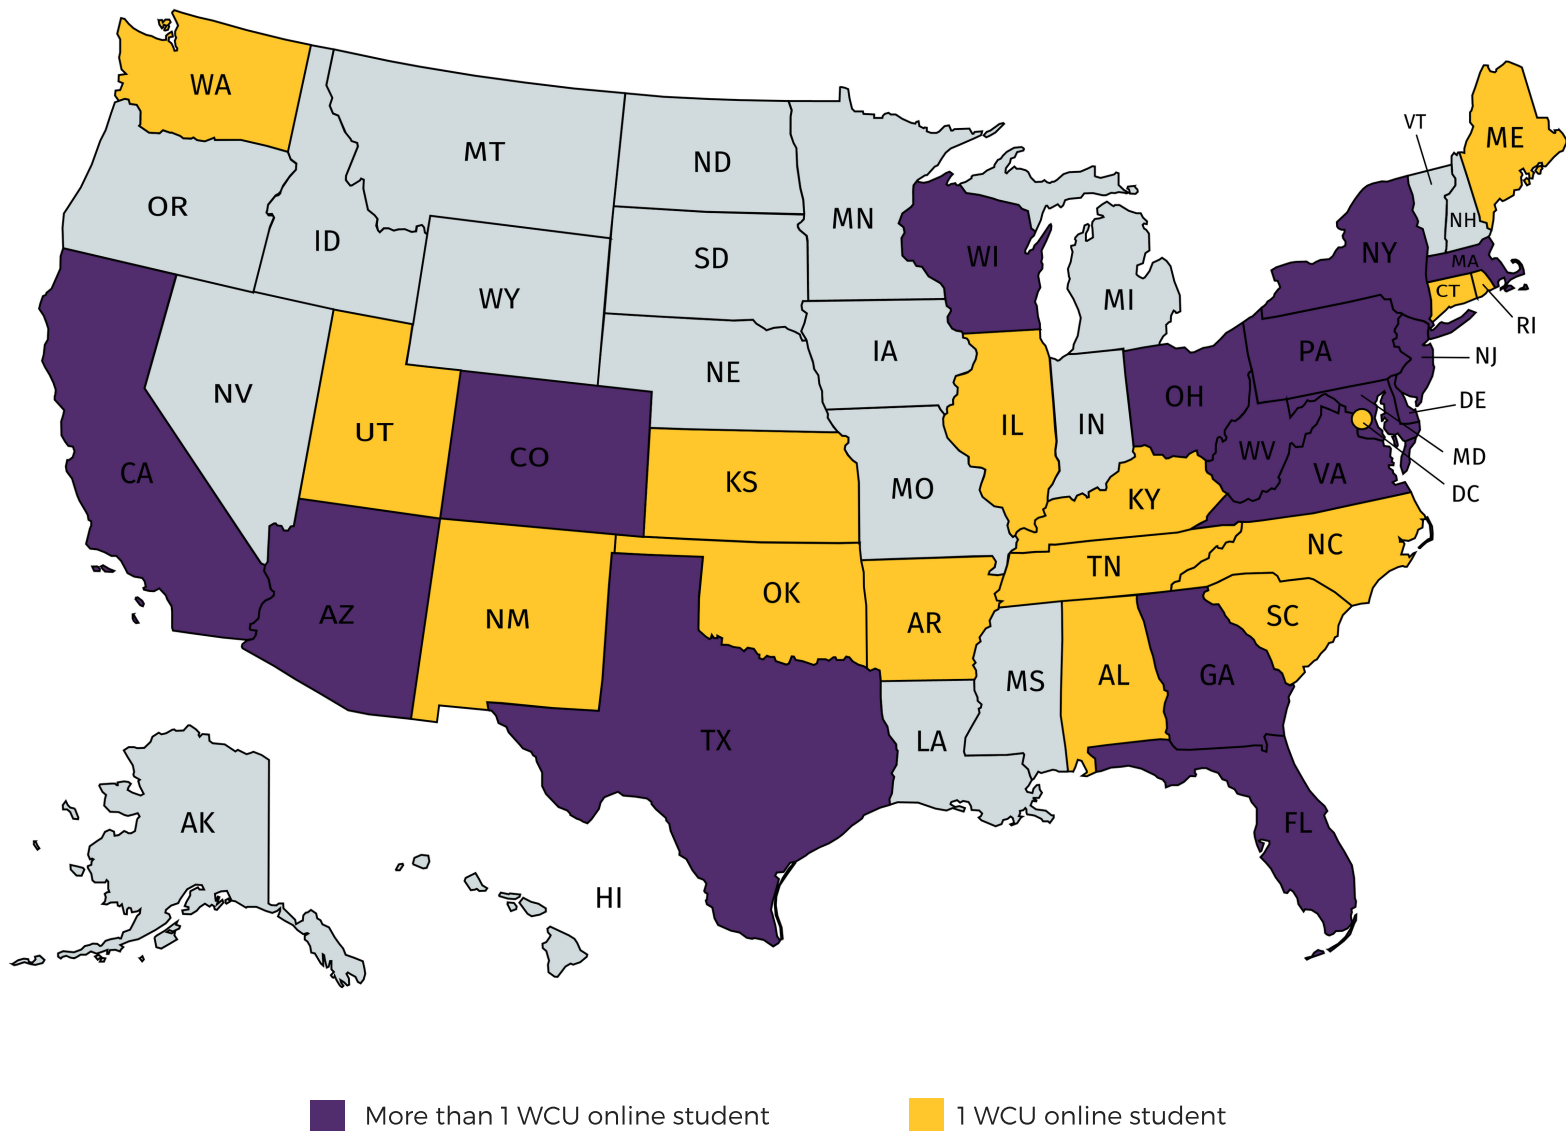 WA
MT
ND
MN
OR
ID
SD
WI
WY
MI
VT
NH
ME
NY
MA
CT
RI
NV
UT
CO
NE
IA
IL
IN
OH
PA
NJ
DE
MD
DC
WV
VA
CA
KS
MO
KY
AZ
NM
OK
AR
TN
NC
SC
MS
AL
GA
TX
LA
FL
AK
HI
More than 1 WCU online student
1 WCU online student